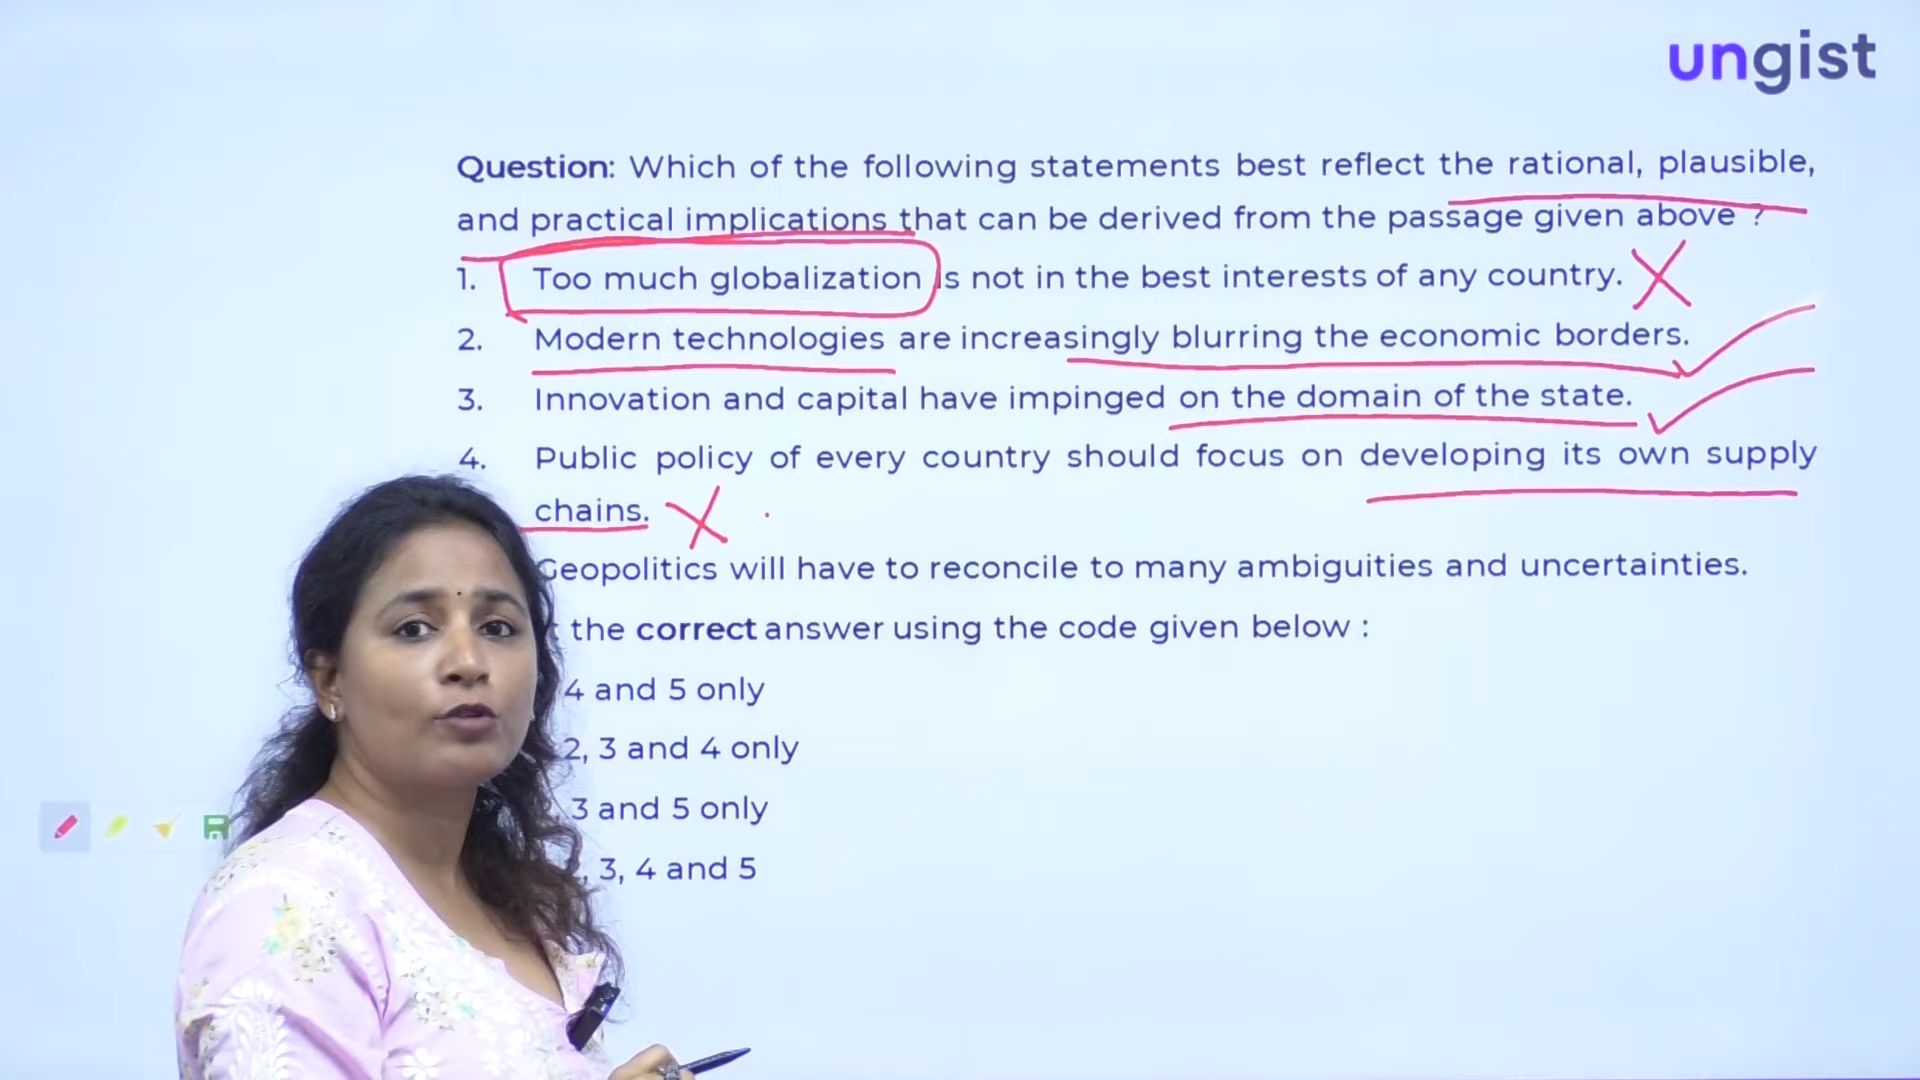 ungist
Question: Which of the following statements best reflect the rational, plausible,
and practical implications that can be derived from the passage given above ?
1. Too much globalization is not in the best interests of any country.
2. Modern technologies are increasingly blurring the economic borders.
3. Innovation and capital have impinged on the domain of the state.
4. Public policy of every country should focus on developing its own supply
chains.
Geopolitics will have to reconcile to many ambiguities and uncertainties.
the correct answer using the code given below :
4 and 5 only
2, 3 and 4 only
3 and 5 only
, 3, 4 and 5